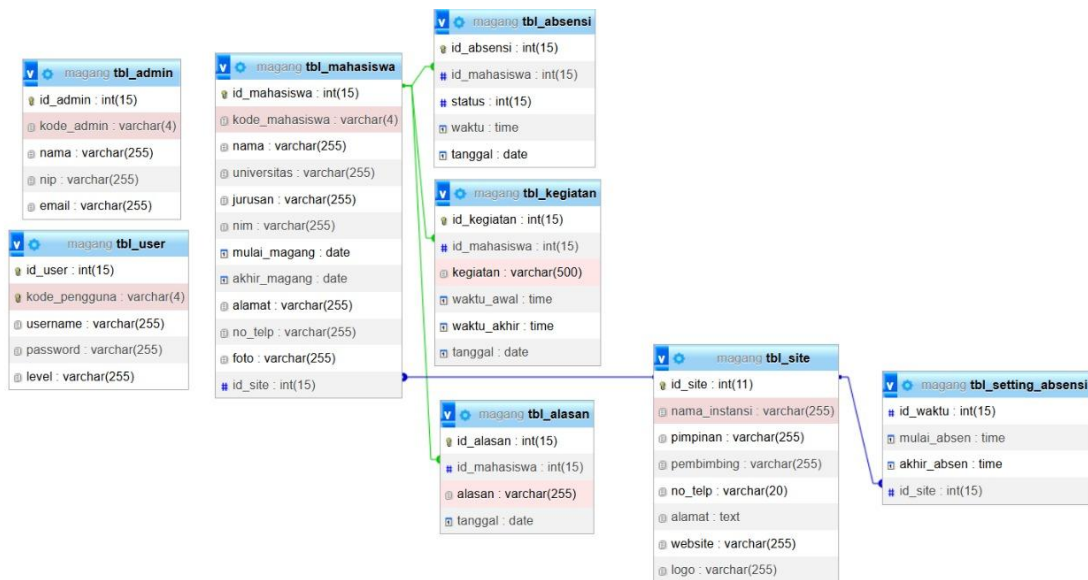 magang tbl_admin
id_admin : int(15)
kode_admin : varchar(4)
nama : varchar(255)
nip : varchar(255)
email : varchar(255)
magang tbl_user
id_user : int(15)
kode_pengguna : varchar(4)
username : varchar(255)
password : varchar(255)
level : varchar(255)
magang tbl_mahasiswa
id_mahasiswa : int(15)
kode_mahasiswa : varchar(4)
nama : varchar(255)
universitas : varchar(255)
jurusan : varchar(255)
nim : varchar(255)
mulai_magang : date
akhir_magang : date
alamat : varchar(255)
no_telp : varchar(255)
foto : varchar(255)
# id_site : int(15)
magang tbl_absensi
id_absensi : int(15)
# id_mahasiswa : int(15)
# status : int(15)
waktu : time
tanggal : date
magang tbl_kegiatan
id_kegiatan : int(15)
# id_mahasiswa : int(15)
kegiatan : varchar(500)
waktu_awal : time
waktu_akhir : time
tanggal : date
magang tbl_alasan
id_alasan : int(15)
# id_mahasiswa : int(15)
alasan : varchar(255)
tanggal : date
magang tbl_site
id_site : int(11)
nama_instansi : varchar(255)
pimpinan : varchar(255)
pembimbing : varchar(255)
no_telp : varchar(20)
alamat : text
website : varchar(255)
logo : varchar(255)
magang tbl_setting_absensi
# id_waktu : int(15)
mulai_absen : time
akhir_absen : time
# id_site : int(15)